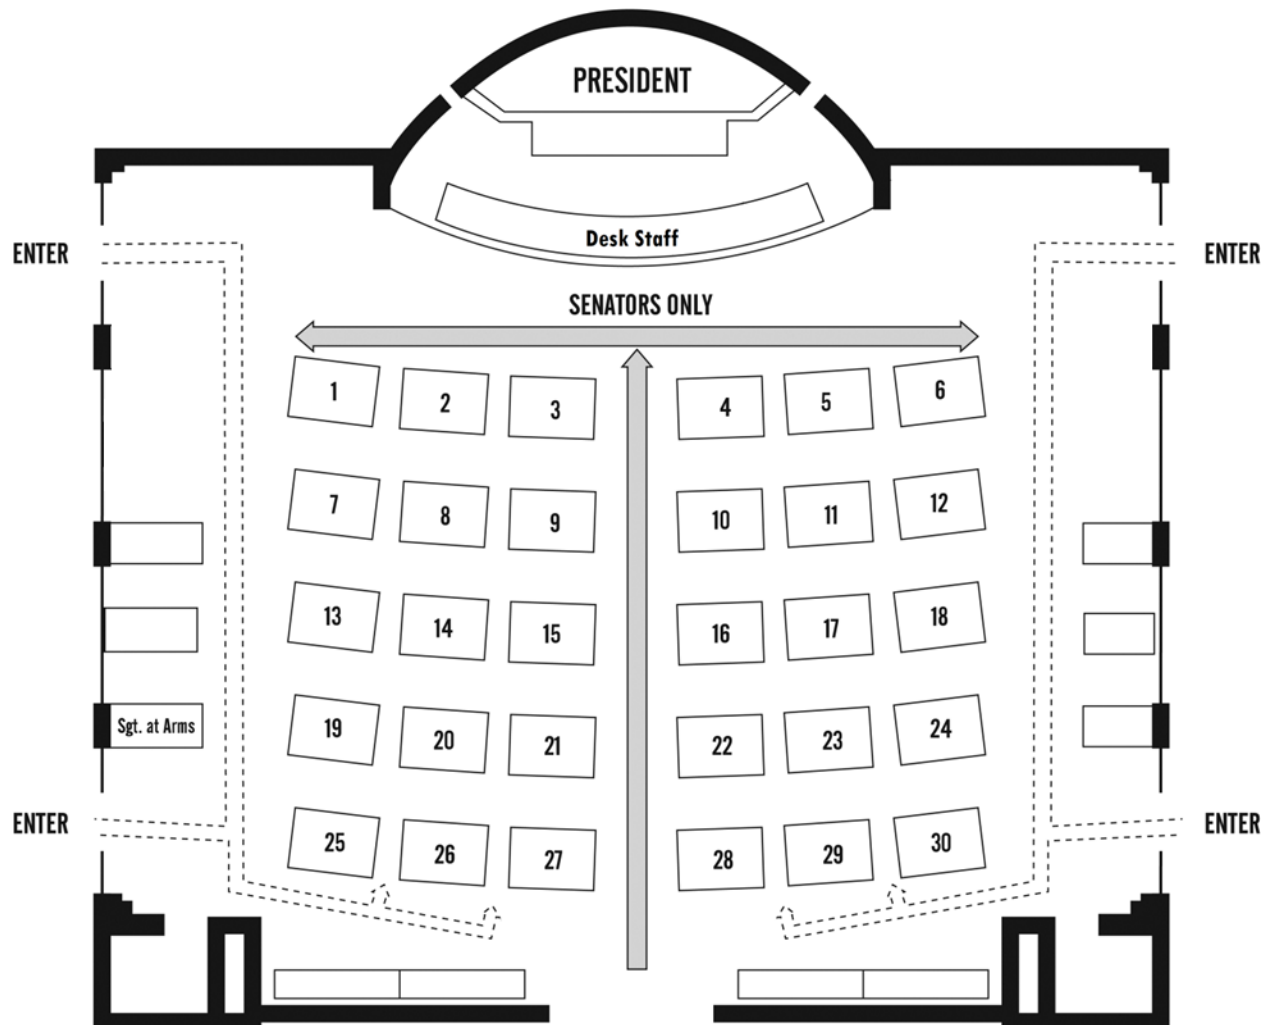 PRESIDENT
Desk Staff
ENTER
ENTER
SENATORS ONLY
1 2 3 4 5 6
7 8 9 10 11 12
13 14 15 16 17 18
19 20 21 22 23 24
Sgt. at Arms
ENTER
ENTER
25 26 27 28 29 30